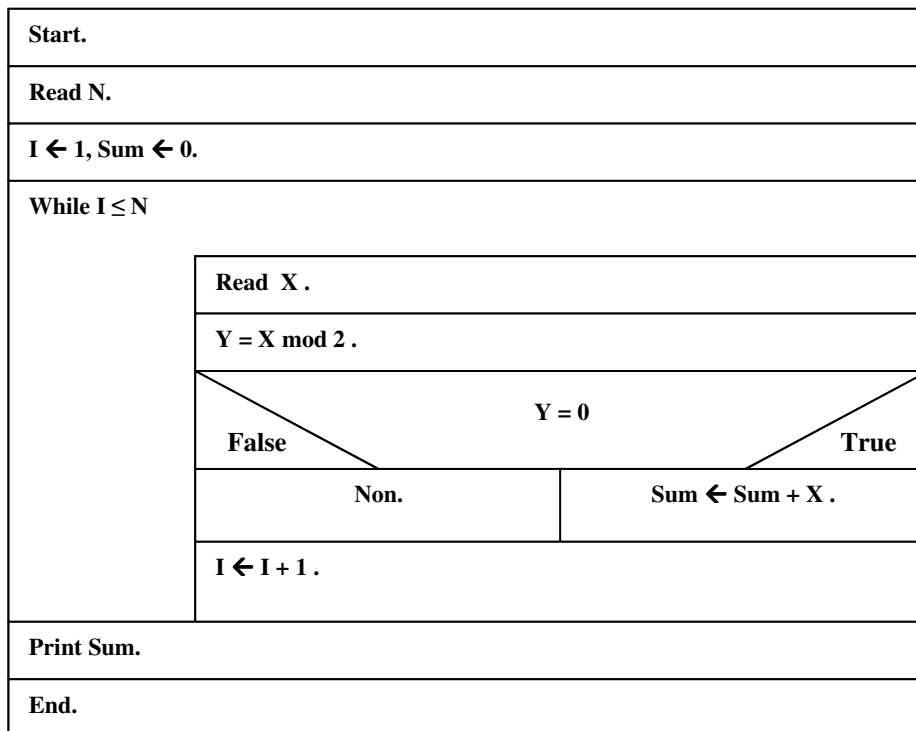 Start.
Read N.
I ← 1, Sum ← 0.
While I ≤ N
Read X .
Y = X mod 2 .
Y = 0
False
True
Non.
Sum ← Sum + X .
I ← I + 1 .
Print Sum.
End.